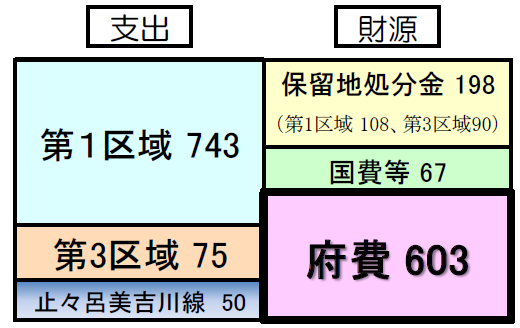 支出
財源
第１区域 743
第3区域 75
止々呂美吉川線 50
保留地処分金 198
（第1区域 108、第3区域90）
国費等 67
府費 603